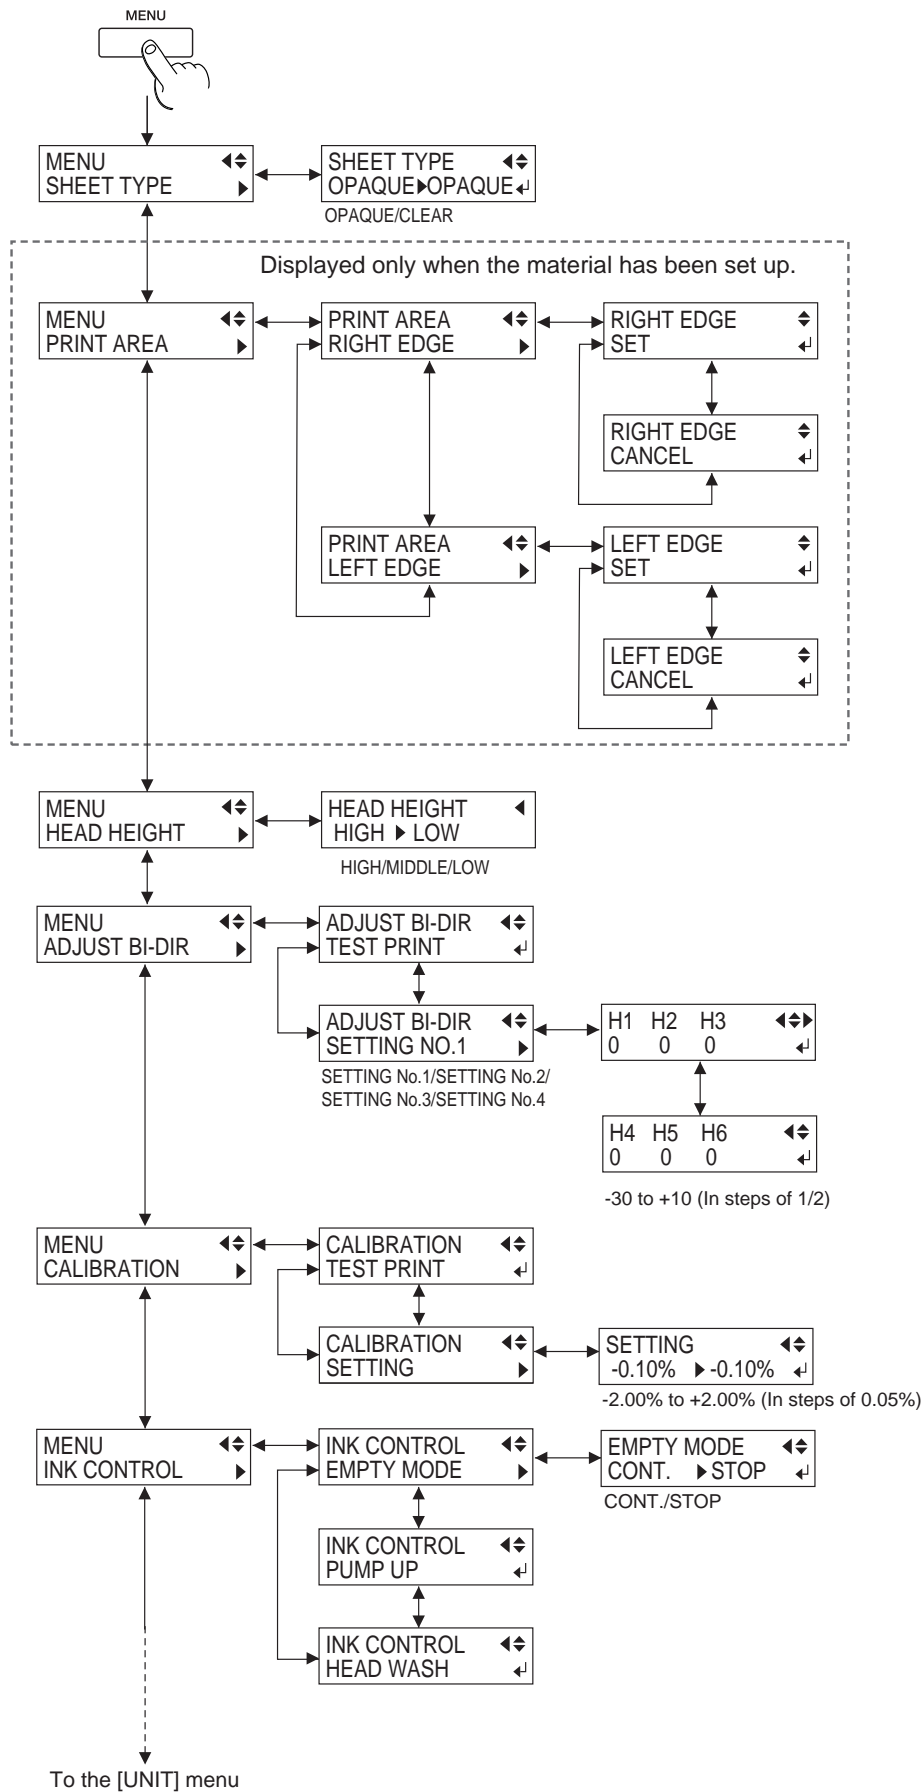 MENU
MENU
SHEET TYPE
SHEET TYPE
OPAQUE▶OPAQUE
OPAQUE/CLEAR
Displayed only when the material has been set up.
MENU
PRINT AREA
PRINT AREA
RIGHT EDGE
RIGHT EDGE
SET
RIGHT EDGE
CANCEL
PRINT AREA
LEFT EDGE
LEFT EDGE
SET
LEFT EDGE
CANCEL
MENU
HEAD HEIGHT
HEAD HEIGHT
HIGH ▶ LOW
HIGH/MIDDLE/LOW
MENU
ADJUST BI-DIR
ADJUST BI-DIR
TEST PRINT
ADJUST BI-DIR
SETTING NO.1
SETTING No.1/SETTING No.2/
SETTING No.3/SETTING No.4
H1 H2 H3
0 0 0
H4 H5 H6
0 0 0
-30 to +10 (In steps of 1/2)
MENU
CALIBRATION
CALIBRATION
TEST PRINT
CALIBRATION
SETTING
SETTING
-0.10% ▶ -0.10%
-2.00% to +2.00% (In steps of 0.05%)
MENU
INK CONTROL
INK CONTROL
EMPTY MODE
EMPTY MODE
CONT. ▶ STOP
CONT./STOP
INK CONTROL
PUMP UP
INK CONTROL
HEAD WASH
To the [UNIT] menu